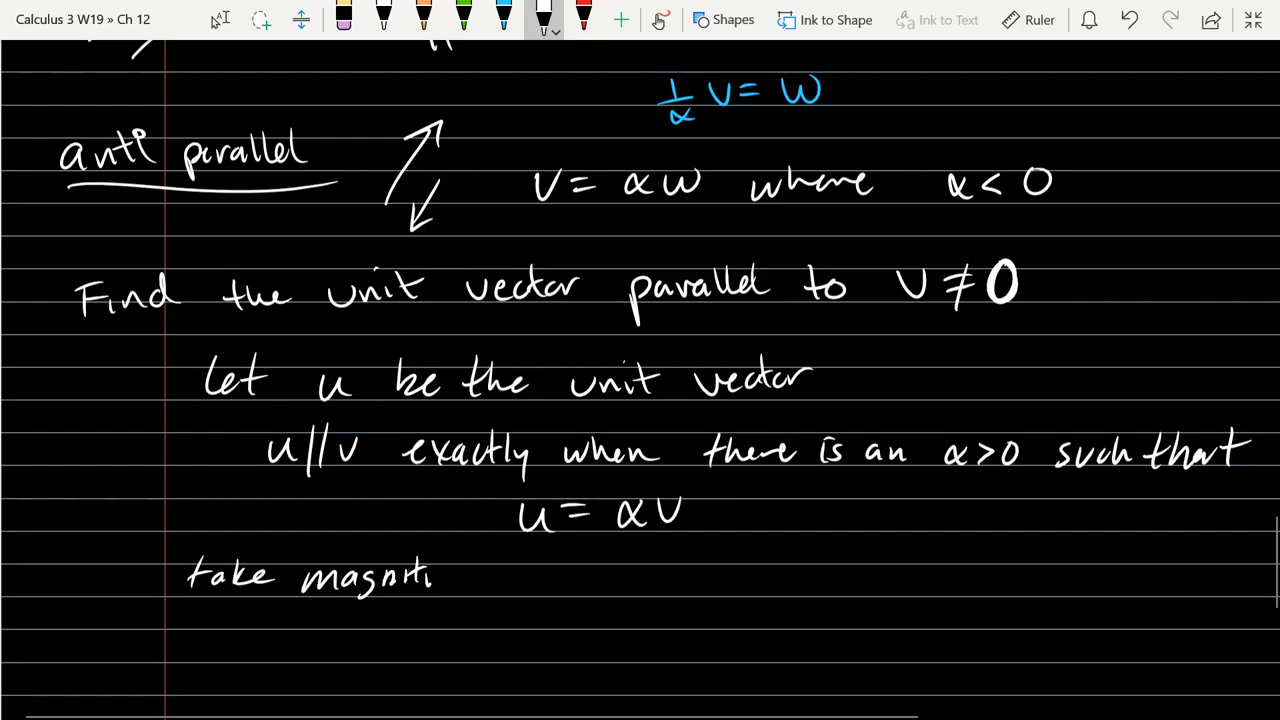 Calculus 3 W19 » Ch 12
Shapes
Ink to Shape
Ink to Text
Ruler
1/α v = w
anti parallel
v = αw where α < 0
Find the unit vector parallel to v ≠ 0
let u be the unit vector
u//v exactly when there is an α>0 such that
u = αv
take magniti